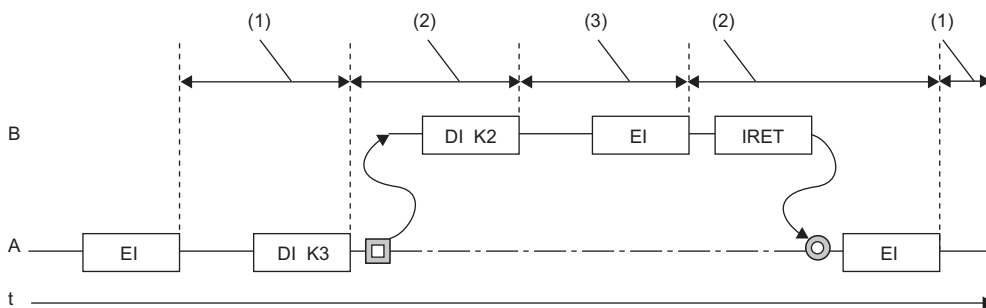 (1) (2) (3) (2) (1)
B DI K2 EI IRET
A EI DI K3 EI
t